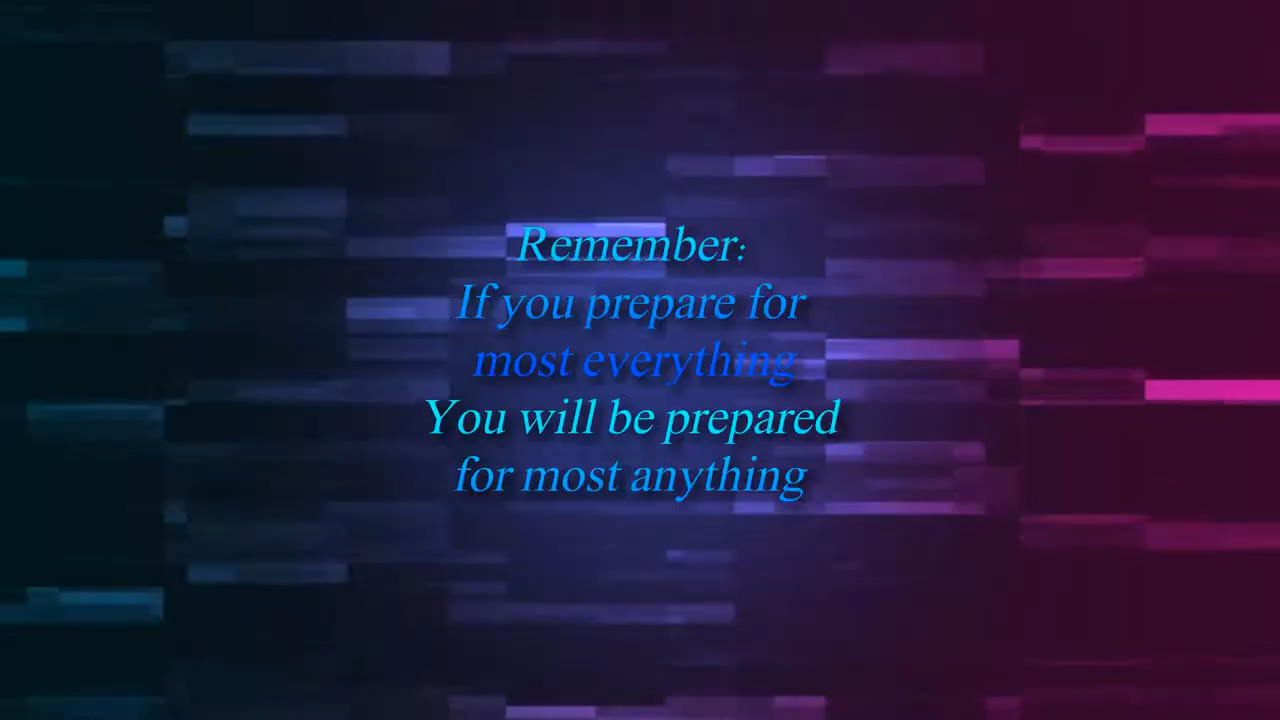 Remember:
If you prepare for
most everything
You will be prepared
for most anything